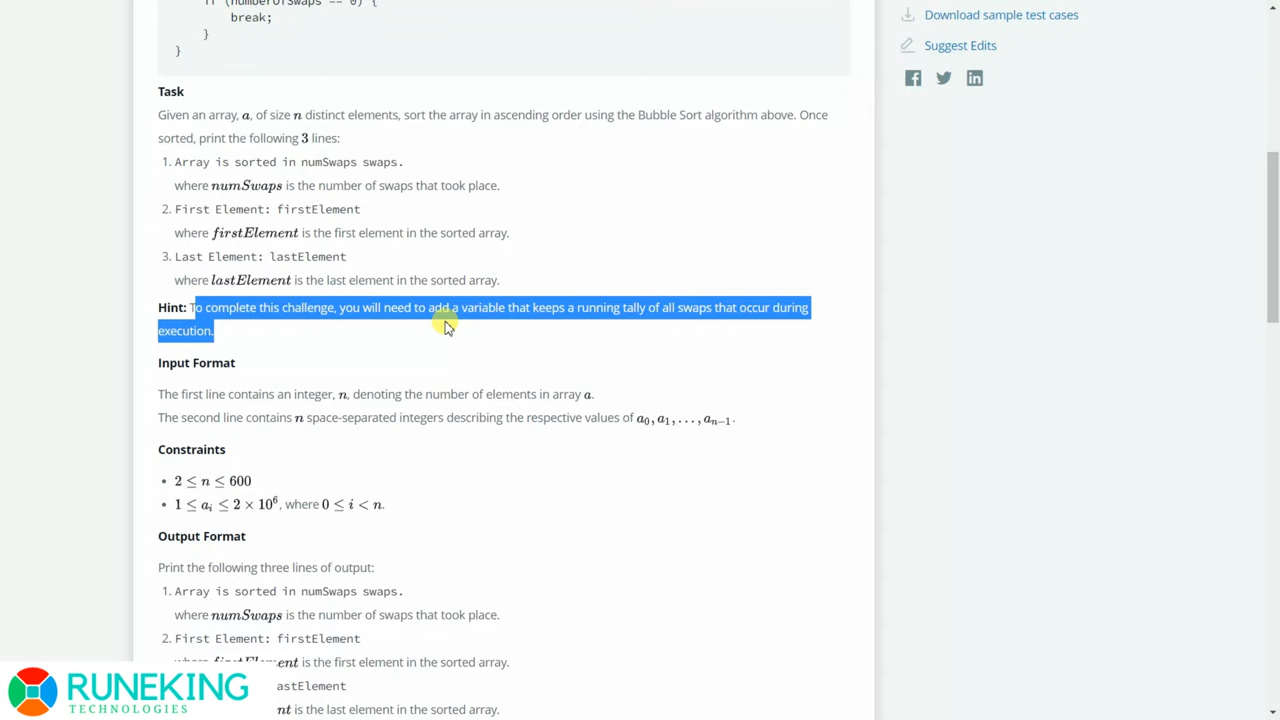 if (numberOfSwaps == 0) {
break;
}
}
Download sample test cases
Suggest Edits
Task
Given an array, a, of size n distinct elements, sort the array in ascending order using the Bubble Sort algorithm above. Once
sorted, print the following 3 lines:
1. Array is sorted in numSwaps swaps.
where numSwaps is the number of swaps that took place.
2. First Element: firstElement
where firstElement is the first element in the sorted array.
3. Last Element: lastElement
where lastElement is the last element in the sorted array.
Hint: To complete this challenge, you will need to add a variable that keeps a running tally of all swaps that occur during
execution.
Input Format
The first line contains an integer, n, denoting the number of elements in array a.
The second line contains n space-separated integers describing the respective values of a0, a1, . . . , an−1.
Constraints
• 2 ≤ n ≤ 600
• 1 ≤ ai ≤ 2 × 10^6, where 0 ≤ i < n.
Output Format
Print the following three lines of output:
1. Array is sorted in numSwaps swaps.
where numSwaps is the number of swaps that took place.
2. First Element: firstElement
where firstElement is the first element in the sorted array.
astElement
nt is the last element in the sorted array.
RUNEKING
TECHNOLOGIES